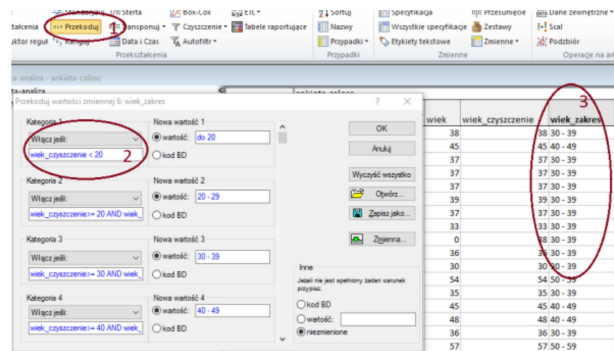 Box-Cox
ETL
Sortuj
Specyfikacja
Przesunięcie
Dane zewnętrzne
Przekoduj
1
Transponuj
Czyszczenie
Tabele raportujące
Nazwy
Wszystkie specyfikacje
Zestawy
Scal
Ranguj
Data i Czas
Autofiltr
Przypadki
Etykiety tekstowe
Zmienne
Podzbiór
Przekształcenia
Przypadki
Zmienne
a-analiza - ankieta-calosc
Przekoduj wartości zmiennej 6: wiek_zakres
? ×
3
wiek wiek_czyszczenie wiek_zakres
Kategoria 1 Nowa wartość 1
Włącz jeśli: wartość: do 20
wiek_czyszczenie < 20 2 kod BD
Kategoria 2 Nowa wartość 2
Włącz jeśli: wartość: 20 - 29
wiek_czyszczenie>= 20 AND wiek_ kod BD
Kategoria 3 Nowa wartość 3
Włącz jeśli: wartość: 30 - 39
wiek_czyszczenie>= 30 AND wiek_ kod BD
Kategoria 4 Nowa wartość 4
Włącz jeśli: wartość: 40 - 49
wiek_czyszczenie>= 40 AND wiek_ kod BD
OK
Anuluj
Wyczyść wszystko
Otwórz...
Zapisz jako...
Zmienna...
Inne
Jeżeli nie jest spełniony żaden warunek
przypisz:
kod BD
wartość:
niezmienione
38 38 30 - 39
45 45 40 - 49
37 37 30 - 39
37 37 30 - 39
39 39 30 - 39
37 37 30 - 39
33 33 30 - 39
0 38 30 - 39
36 36 30 - 39
30 30 30 - 39
54 54 50 - 59
35 35 30 - 39
45 45 40 - 49
48 48 40 - 49
36 36 30 - 39
57 57 50 - 59